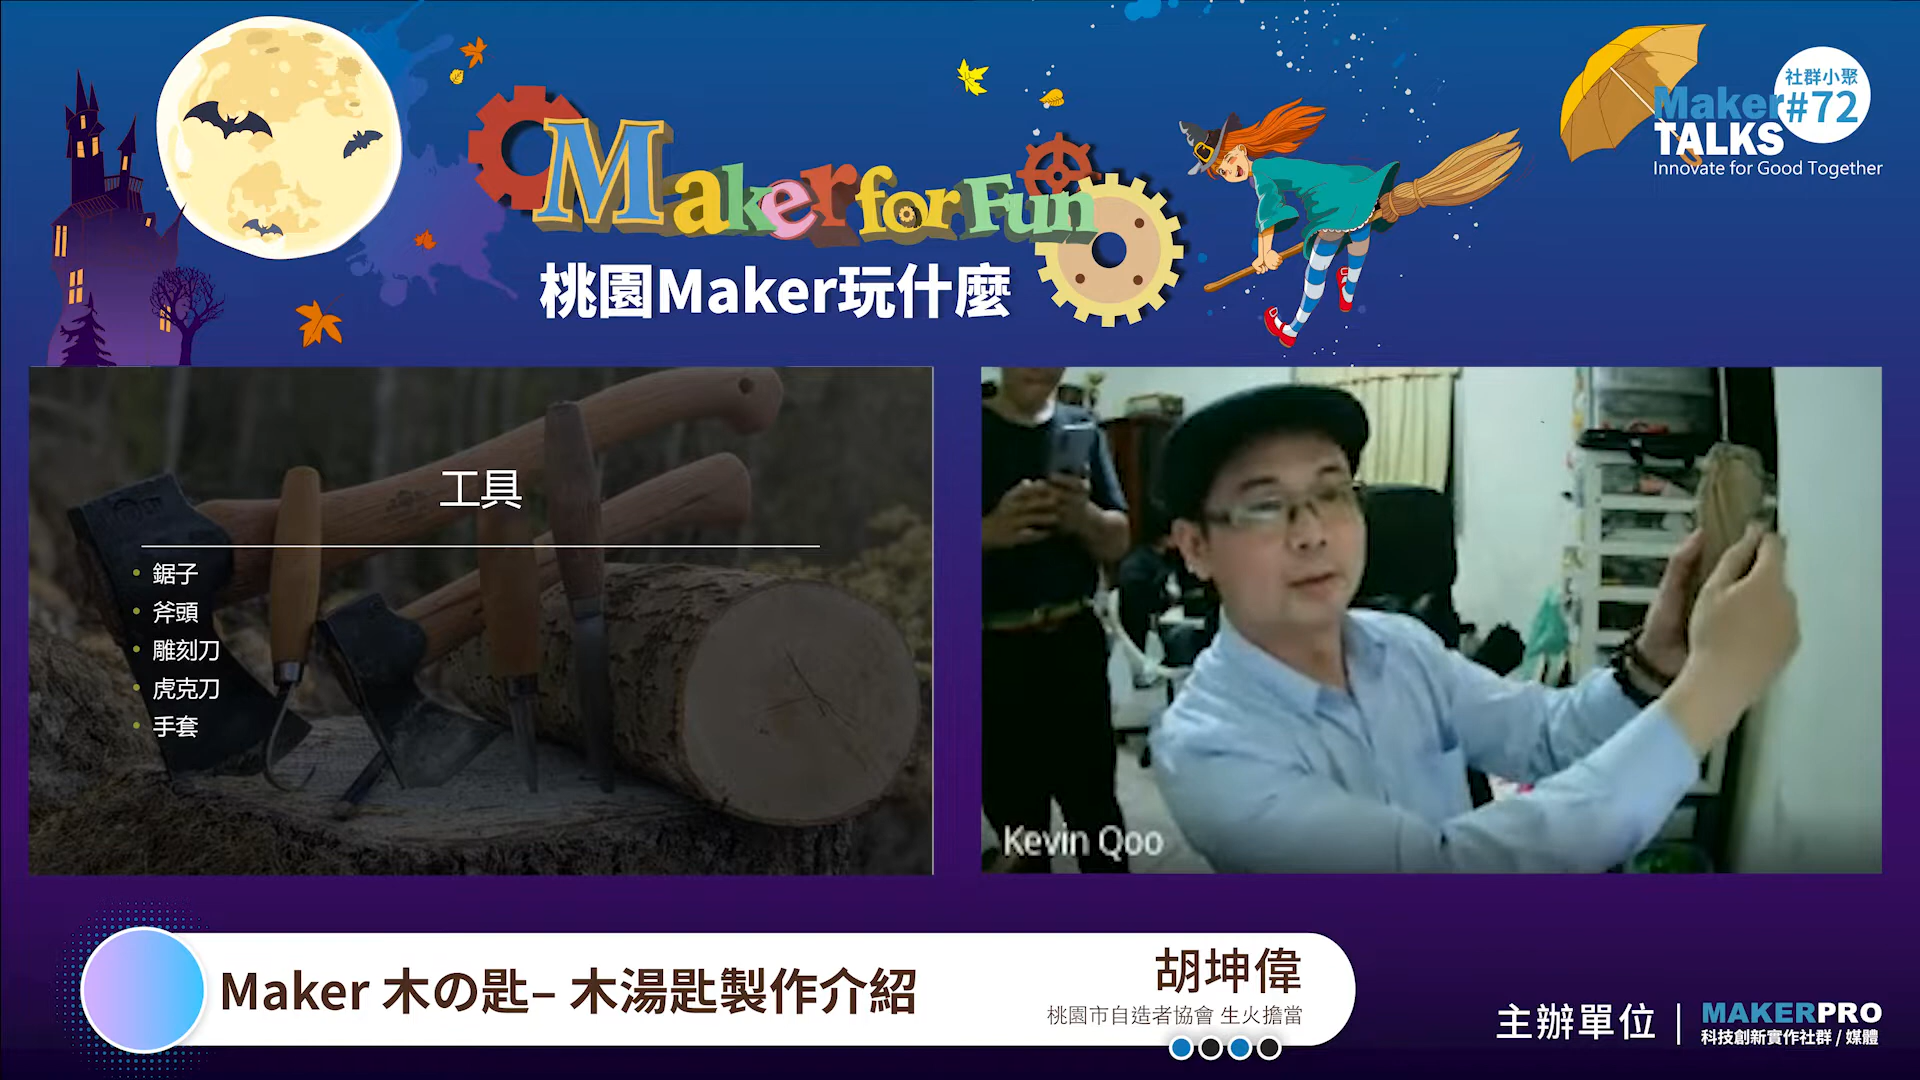 Maker for Fun
桃園Maker玩什麼
社群小聚
Maker #72
TALKS
Innovate for Good Together
工具
鋸子
斧頭
雕刻刀
虎克刀
手套
Kevin Qoo
Maker 木の匙– 木湯匙製作介紹
胡坤偉
桃園市自造者協會 生火擔當
主辦單位 |
MAKERPRO
科技創新實作社群 / 媒體